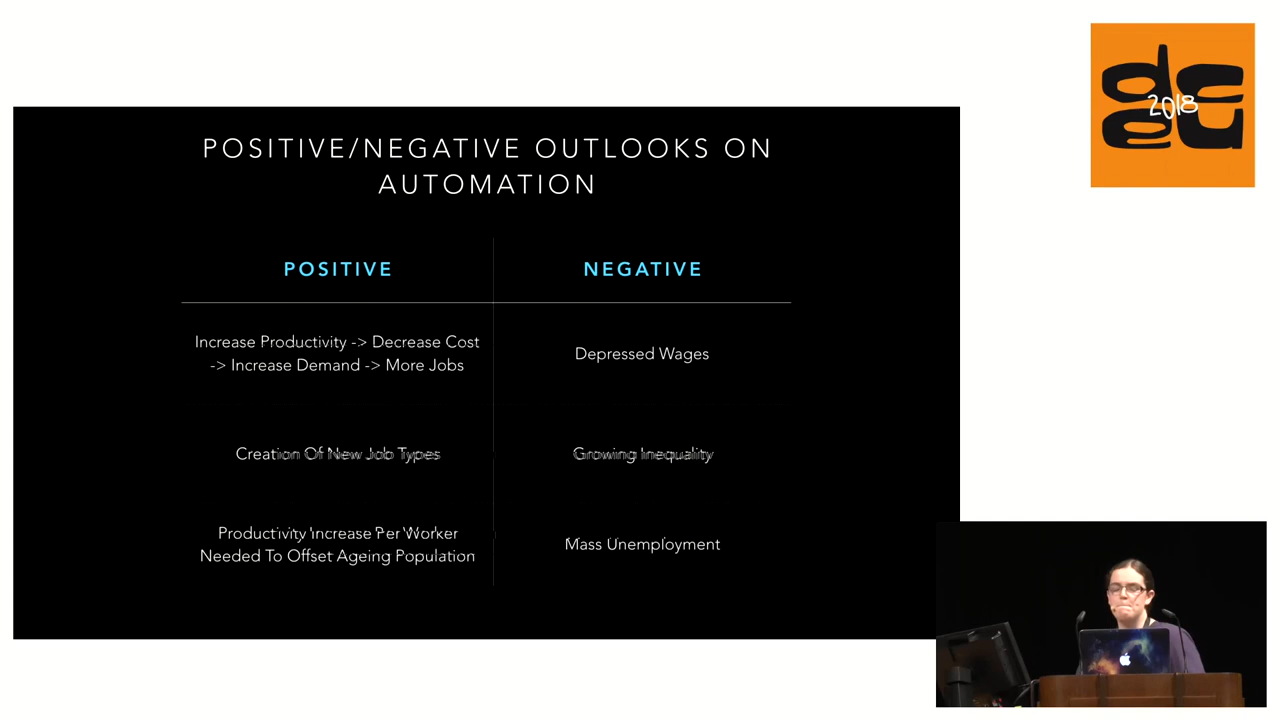 2018
POSITIVE/NEGATIVE OUTLOOKS ON
AUTOMATION
POSITIVE
NEGATIVE
Increase Productivity -> Decrease Cost
-> Increase Demand -> More Jobs
Depressed Wages
Creation Of New Job Types
Growing Inequality
Productivity Increase Per Worker
Needed To Offset Ageing Population
Mass Unemployment